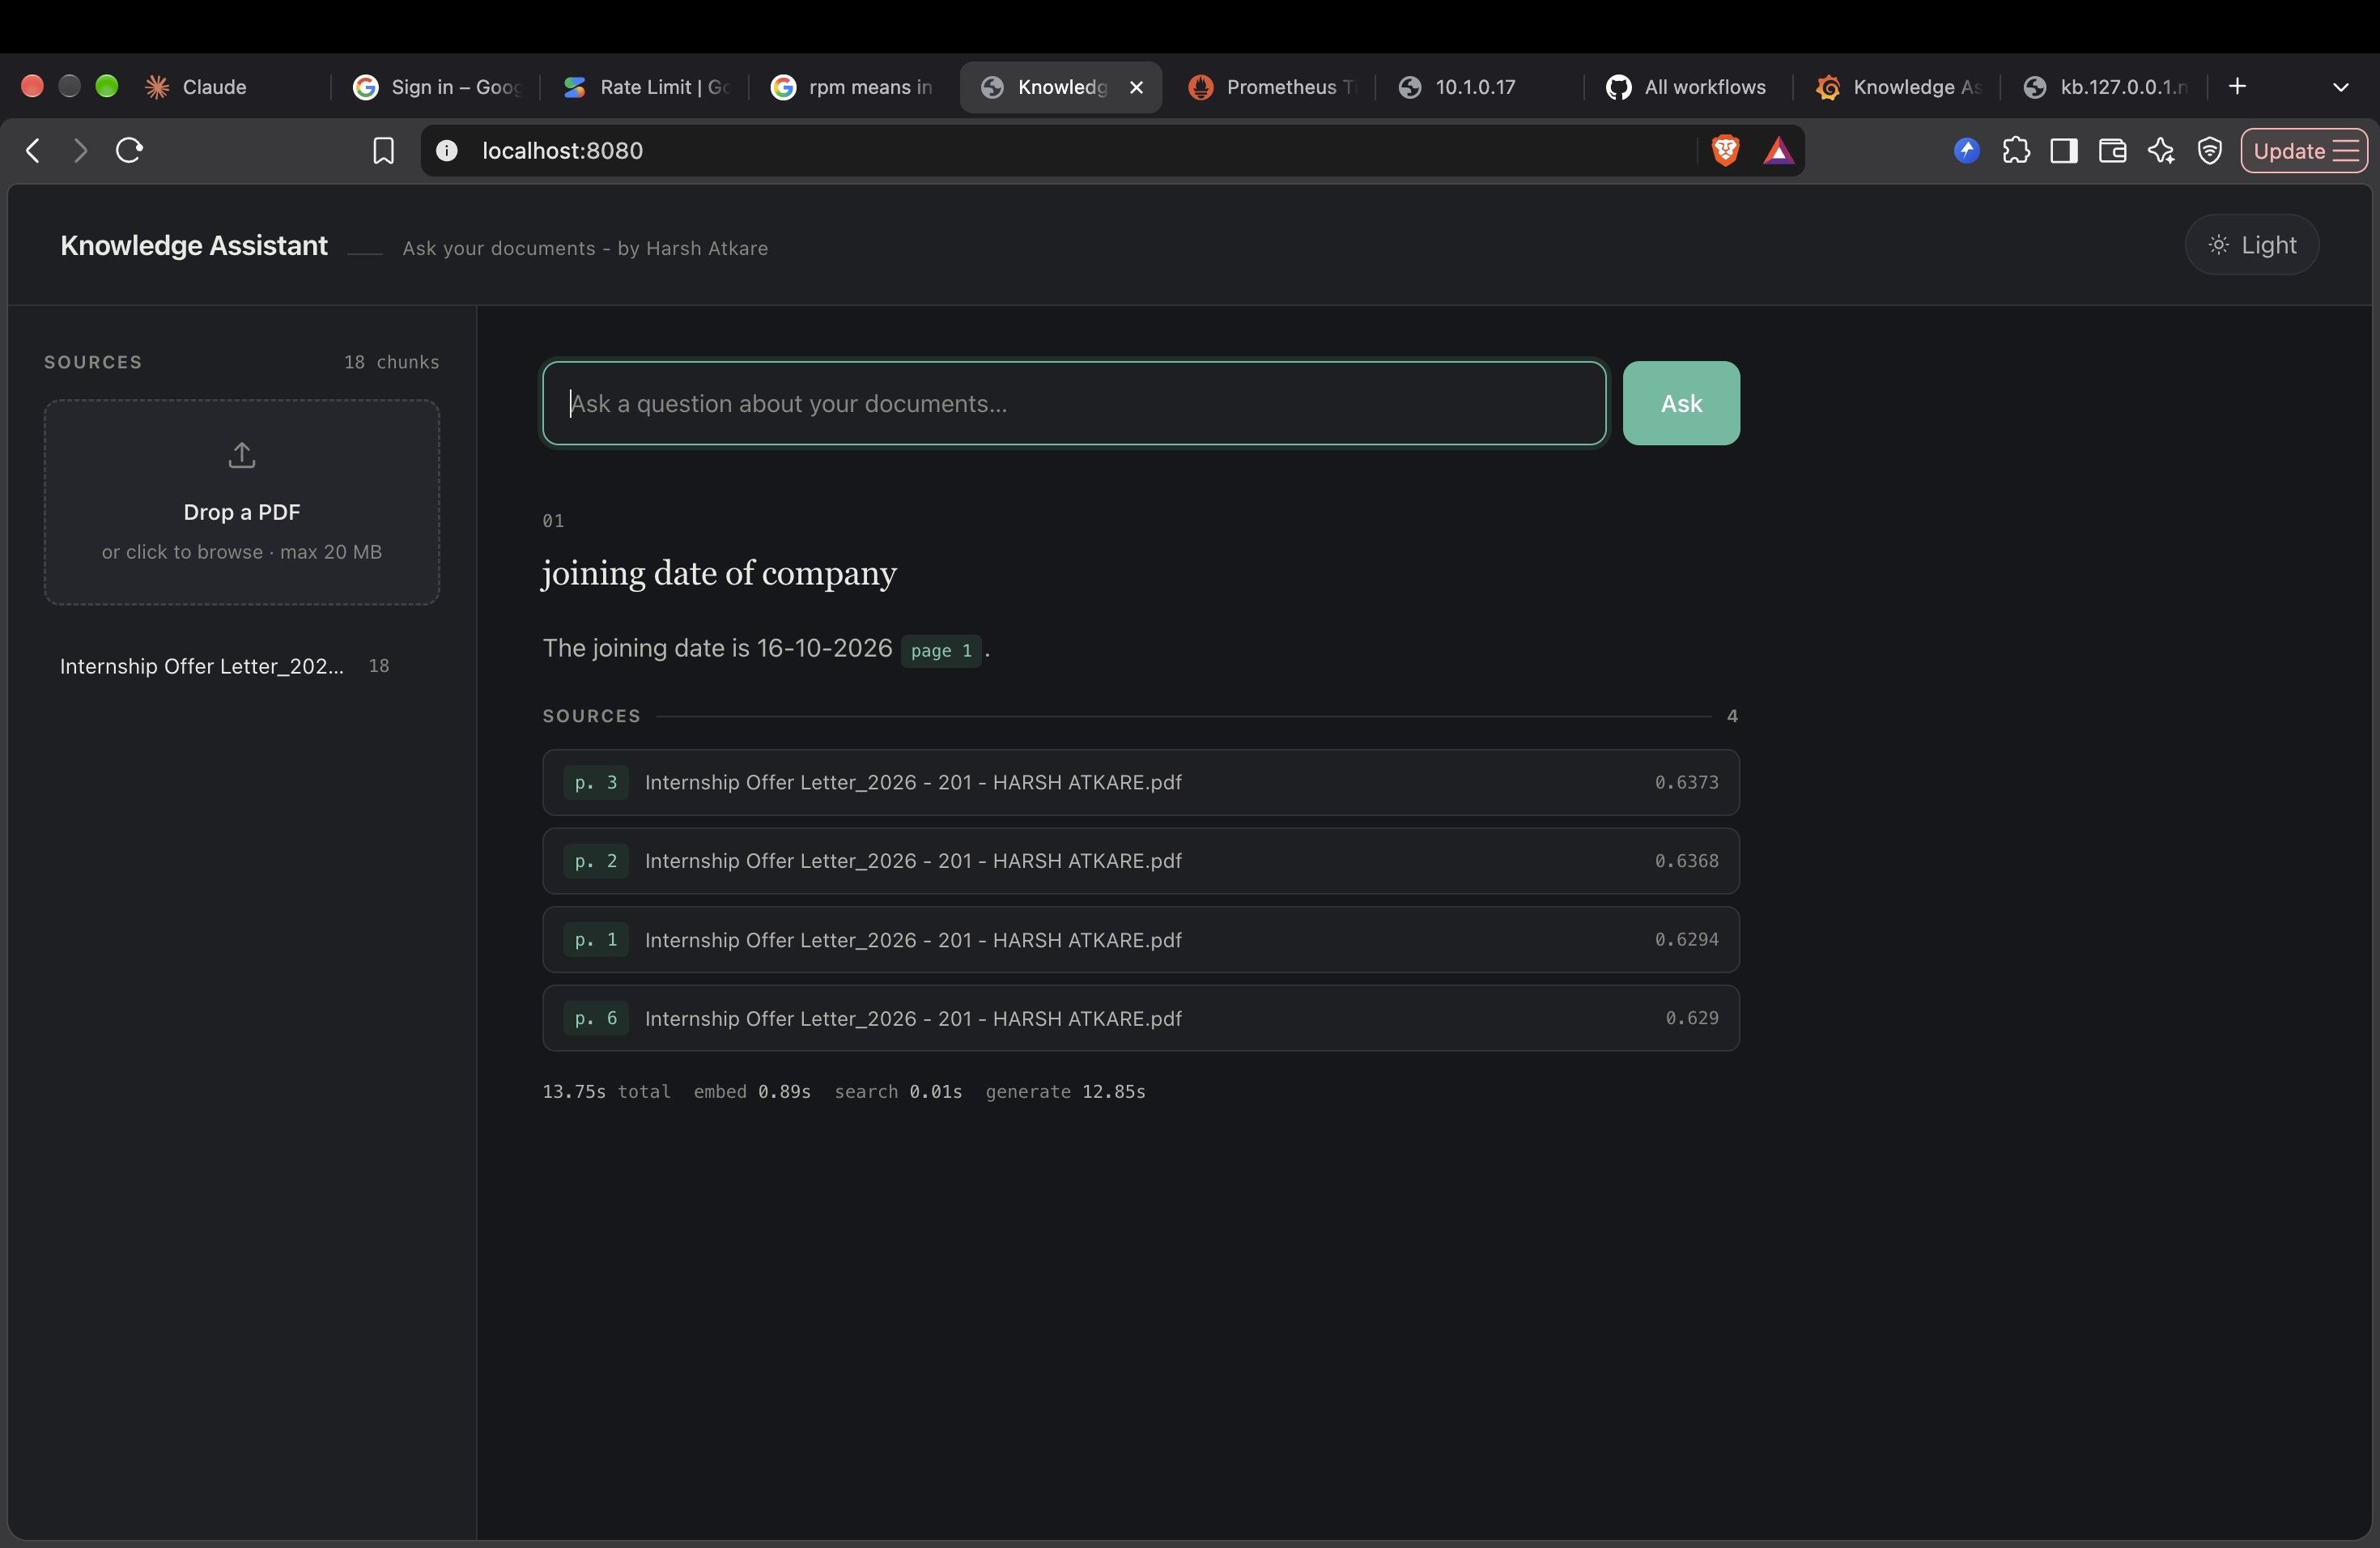 Claude
Sign in – Goog
Rate Limit | Go
rpm means in
Knowledg
Prometheus T
10.1.0.17
All workflows
Knowledge As
kb.127.0.0.1.n
localhost:8080
Update
Knowledge Assistant
Ask your documents - by Harsh Atkare
Light
SOURCES 18 chunks
Drop a PDF
or click to browse · max 20 MB
Internship Offer Letter_202... 18
Ask a question about your documents...
Ask
01
joining date of company
The joining date is 16-10-2026 page 1 .
SOURCES 4
p. 3 Internship Offer Letter_2026 - 201 - HARSH ATKARE.pdf 0.6373
p. 2 Internship Offer Letter_2026 - 201 - HARSH ATKARE.pdf 0.6368
p. 1 Internship Offer Letter_2026 - 201 - HARSH ATKARE.pdf 0.6294
p. 6 Internship Offer Letter_2026 - 201 - HARSH ATKARE.pdf 0.629
13.75s total embed 0.89s search 0.01s generate 12.85s